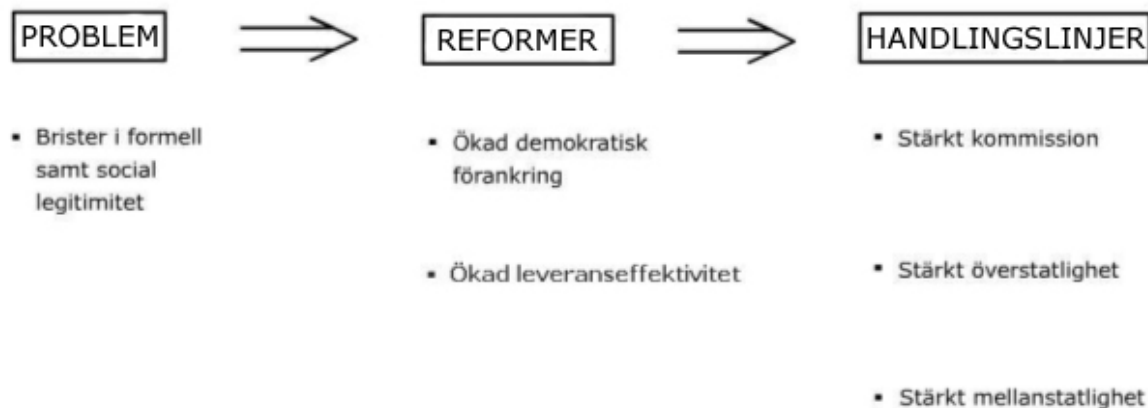 PROBLEM
REFORMER
HANDLINGSLINJER
▪ Brister i formell
samt social
legitimitet
▪ Ökad demokratisk
förankring
▪ Ökad leveranseffektivitet
▪ Stärkt kommission
▪ Stärkt överstatlighet
▪ Stärkt mellanstatlighet